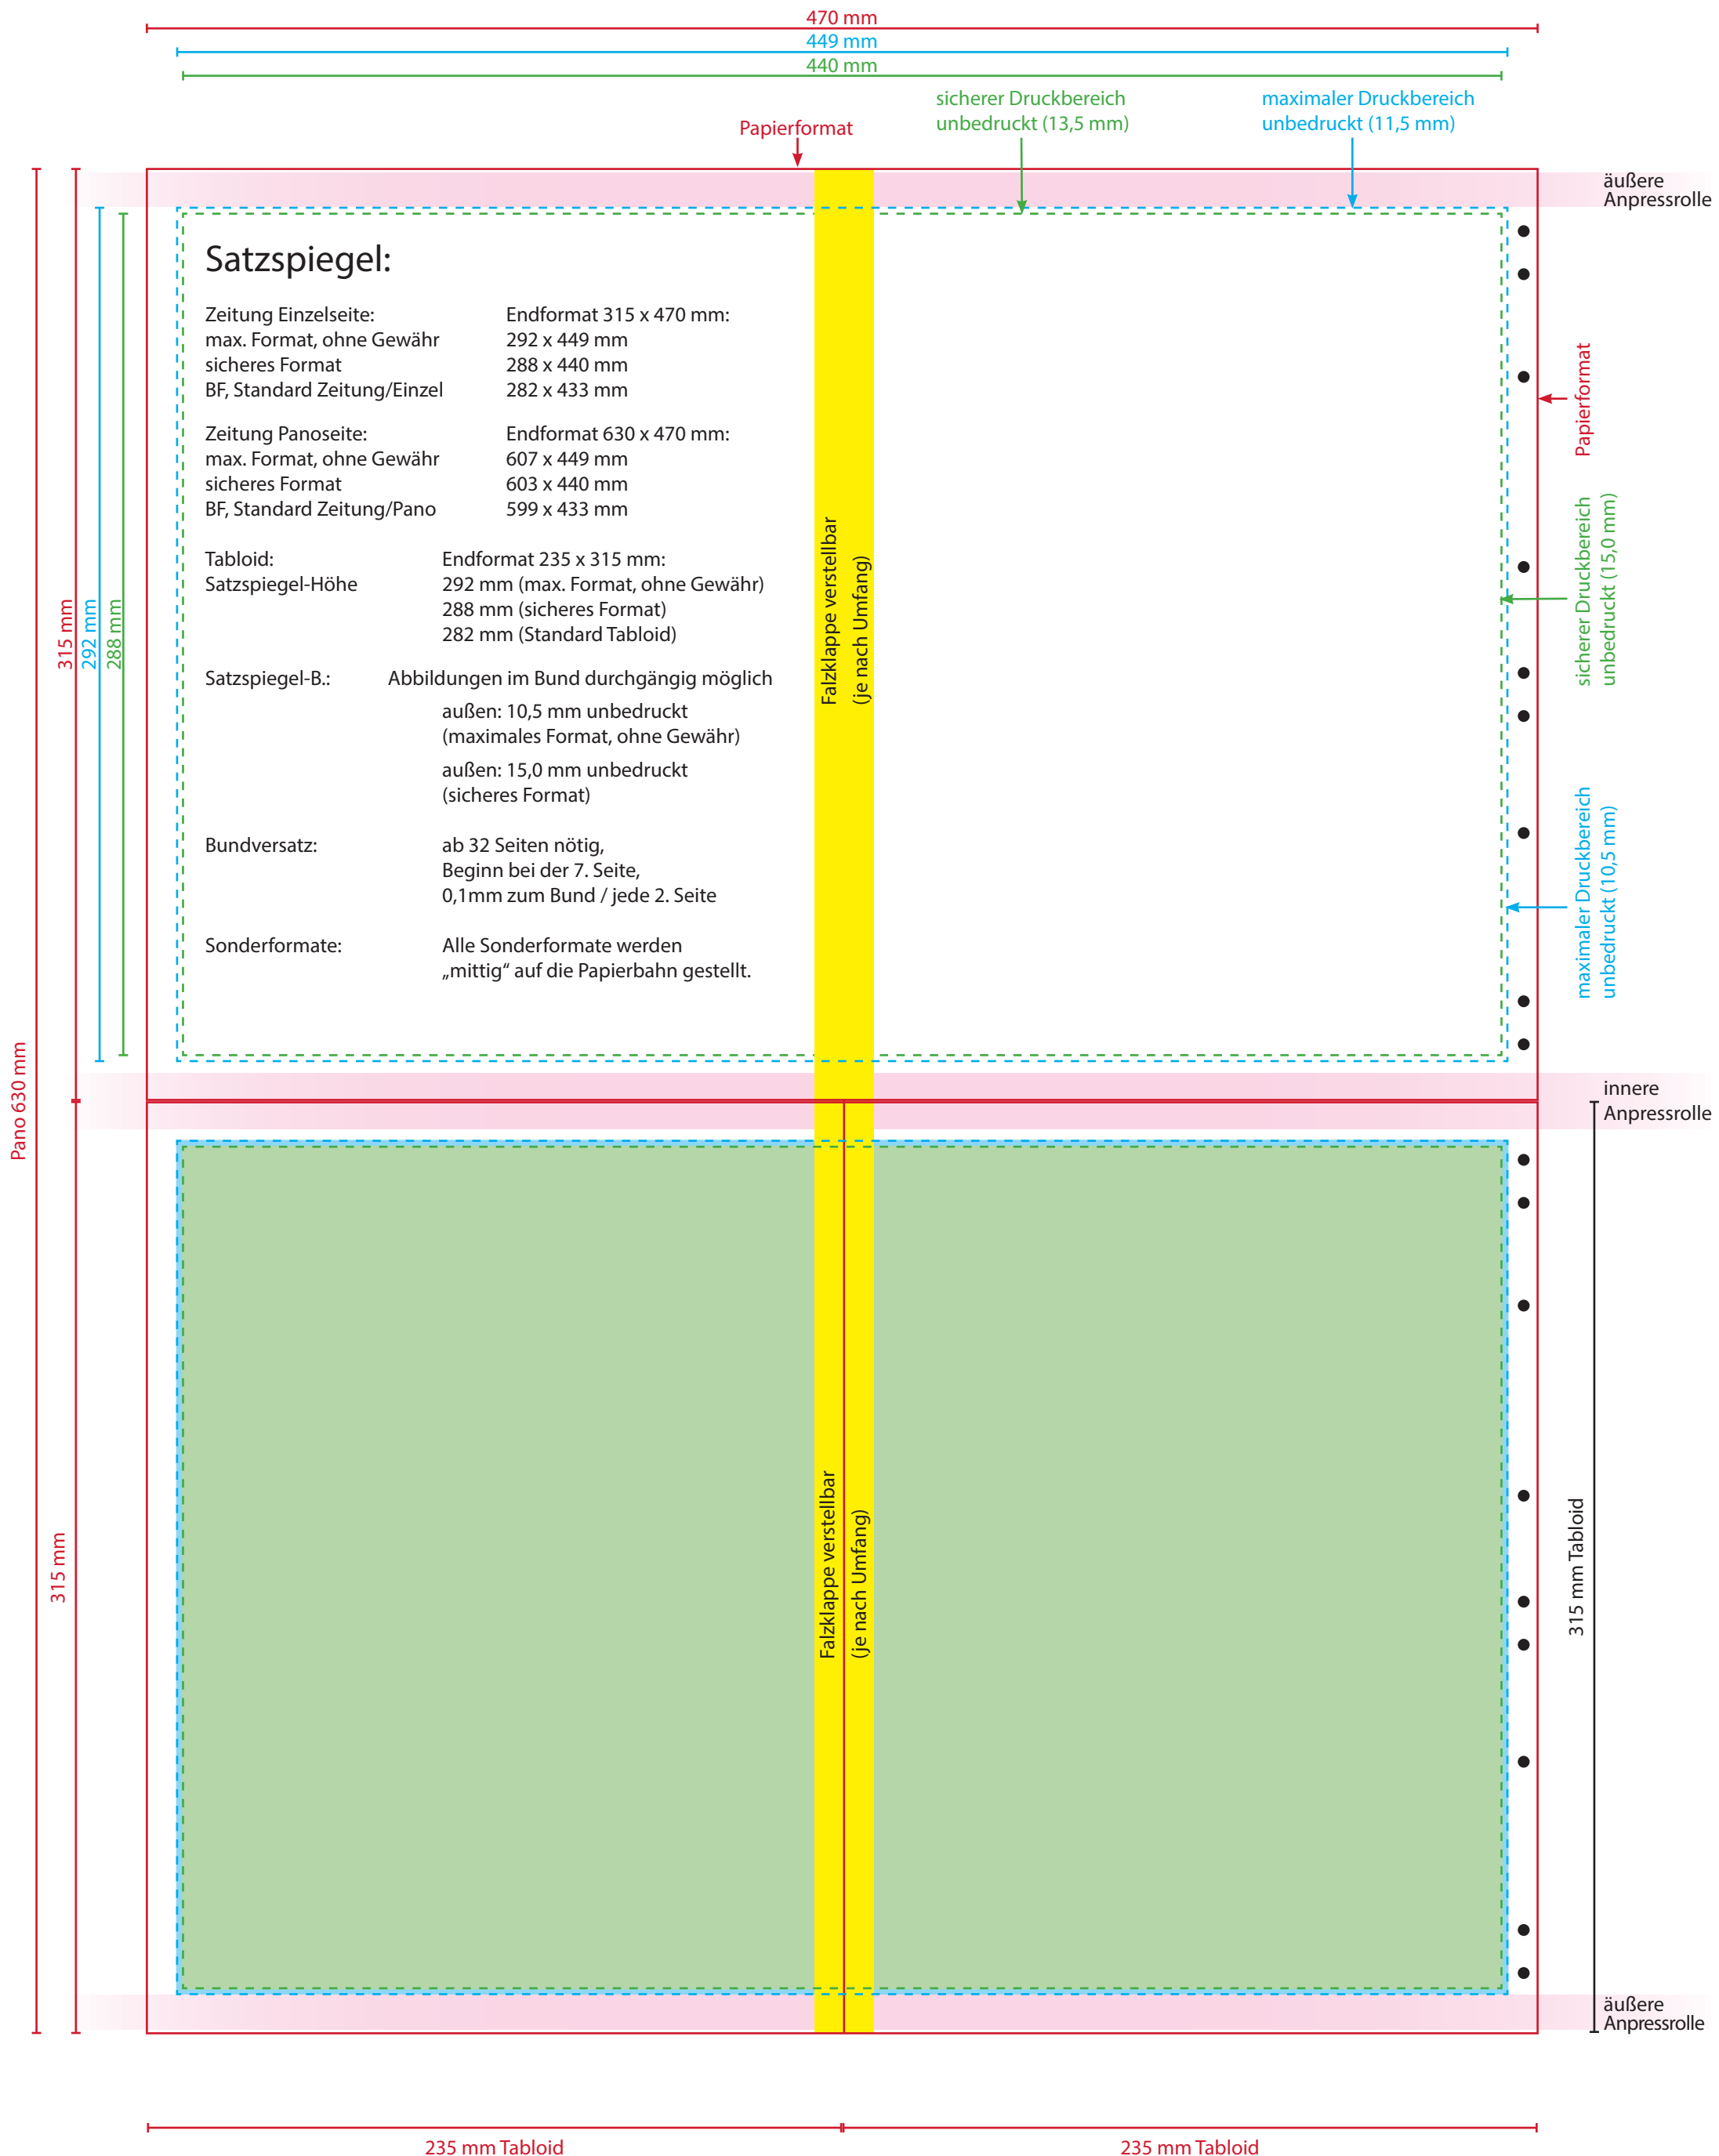 470 mm
449 mm
440 mm
sicherer Druckbereich
unbedruckt (13,5 mm)
maximaler Druckbereich
unbedruckt (11,5 mm)
Papierformat
äußere
Anpressrolle
Satzspiegel:
Zeitung Einzelseite: Endformat 315 x 470 mm:
max. Format, ohne Gewähr 292 x 449 mm
sicheres Format 288 x 440 mm
BF, Standard Zeitung/Einzel 282 x 433 mm
Zeitung Panoseite: Endformat 630 x 470 mm:
max. Format, ohne Gewähr 607 x 449 mm
sicheres Format 603 x 440 mm
BF, Standard Zeitung/Pano 599 x 433 mm
Tabloid: Endformat 235 x 315 mm:
Satzspiegel-Höhe 292 mm (max. Format, ohne Gewähr)
288 mm (sicheres Format)
282 mm (Standard Tabloid)
Satzspiegel-B.: Abbildungen im Bund durchgängig möglich
außen: 10,5 mm unbedruckt
(maximales Format, ohne Gewähr)
außen: 15,0 mm unbedruckt
(sicheres Format)
Bundversatz: ab 32 Seiten nötig,
Beginn bei der 7. Seite,
0,1mm zum Bund / jede 2. Seite
Sonderformate: Alle Sonderformate werden
„mittig“ auf die Papierbahn gestellt.
Falzklappe verstellbar
(je nach Umfang)
Papierformat
sicherer Druckbereich
unbedruckt (15,0 mm)
maximaler Druckbereich
unbedruckt (10,5 mm)
315 mm
292 mm
288 mm
Pano 630 mm
innere
Anpressrolle
315 mm
Falzklappe verstellbar
(je nach Umfang)
315 mm Tabloid
äußere
Anpressrolle
235 mm Tabloid
235 mm Tabloid